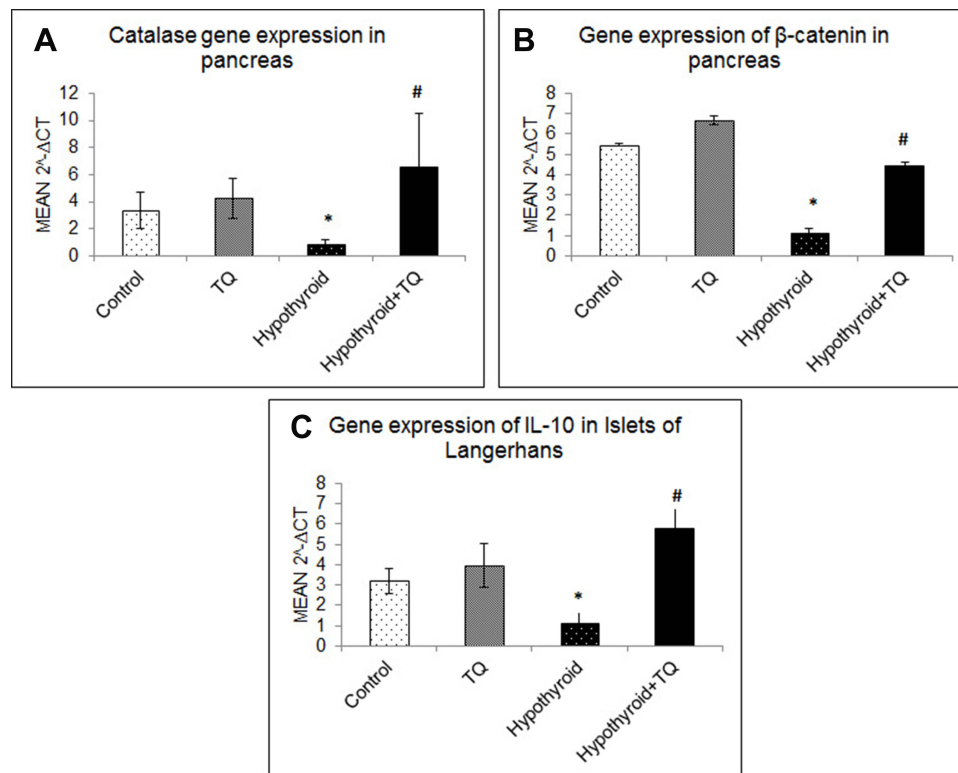 A
Catalase gene expression in
pancreas
MEAN 2^-ΔCT
12
10
8
6
4
2
0
*
#
Control
TQ
Hypothyroid
Hypothyroid+TQ
B
Gene expression of β-catenin in
pancreas
MEAN 2^-ΔCT
8
7
6
5
4
3
2
1
0
*
#
Control
TQ
Hypothyroid
Hypothyroid+TQ
C
Gene expression of IL-10 in Islets of
Langerhans
MEAN 2^-ΔCT
8
7
6
5
4
3
2
1
0
*
#
Control
TQ
Hypothyroid
Hypothyroid+TQ